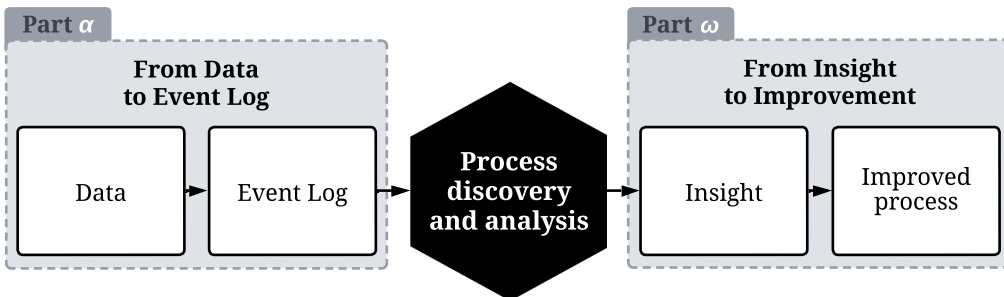 Part α
From Data
to Event Log
Data
Event Log
Process
discovery
and analysis
Part ω
From Insight
to Improvement
Insight
Improved
process